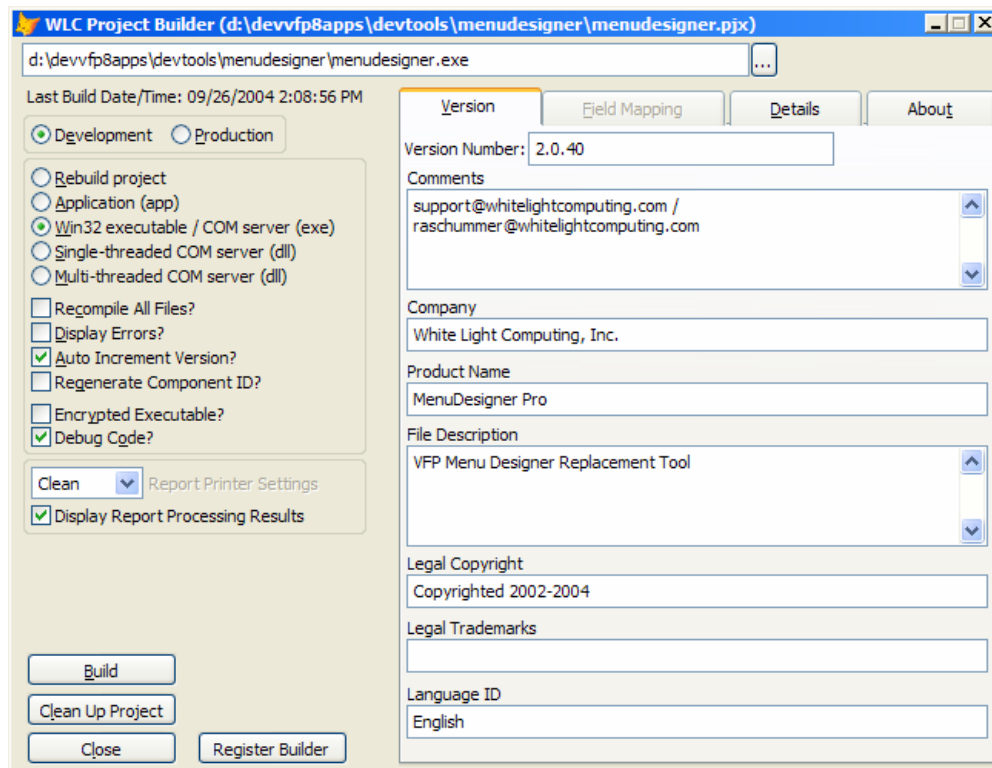 WLC Project Builder (d:\devvfp8apps\devtools\menudesigner\menudesigner.pjx)
d:\devvfp8apps\devtools\menudesigner\menudesigner.exe
...
Last Build Date/Time: 09/26/2004 2:08:56 PM
Development Production
Rebuild project
Application (app)
Win32 executable / COM server (exe)
Single-threaded COM server (dll)
Multi-threaded COM server (dll)
Recompile All Files?
Display Errors?
Auto Increment Version?
Regenerate Component ID?
Encrypted Executable?
Debug Code?
Clean Report Printer Settings
Display Report Processing Results
Build
Clean Up Project
Close Register Builder
Version Field Mapping Details About
Version Number: 2.0.40
Comments
support@whitelightcomputing.com /
raschummer@whitelightcomputing.com
Company
White Light Computing, Inc.
Product Name
MenuDesigner Pro
File Description
VFP Menu Designer Replacement Tool
Legal Copyright
Copyrighted 2002-2004
Legal Trademarks
Language ID
English